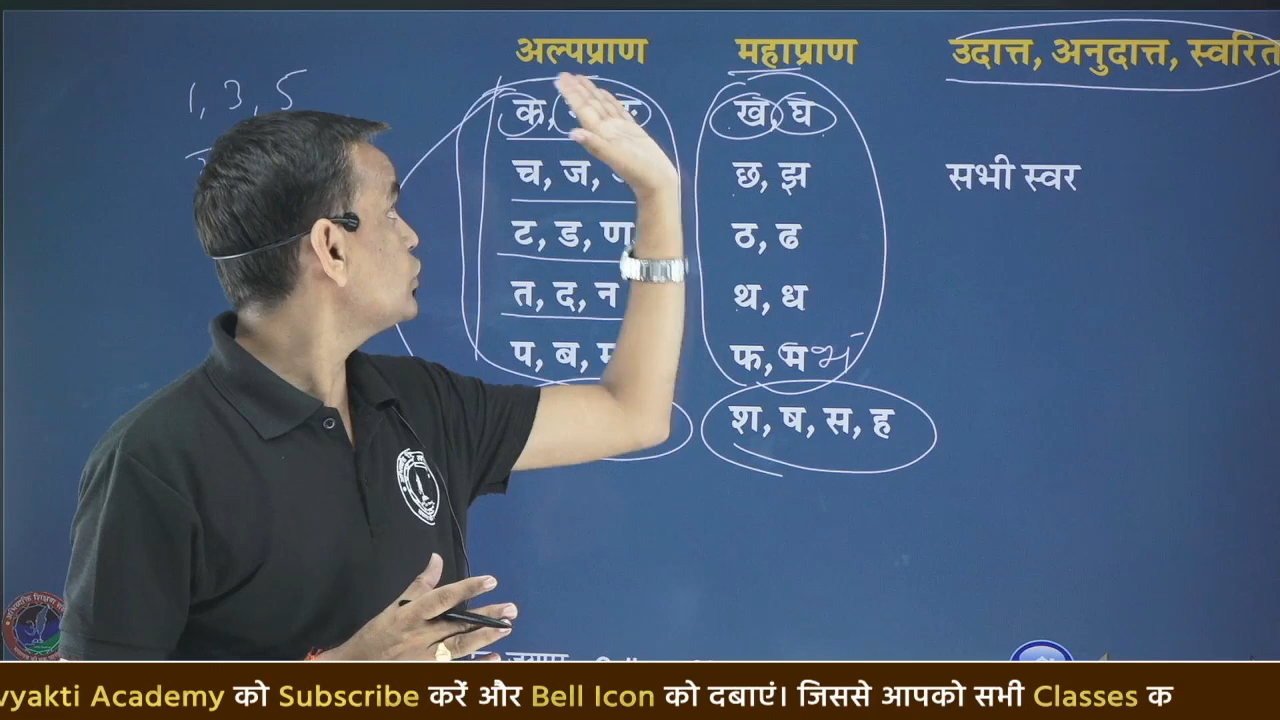 अल्पप्राण महाप्राण उदात्त, अनुदात्त, स्वरित
1, 3, 5
क, ख, घ
च, ज, छ, झ सभी स्वर
ट, ड, ण ठ, ढ
त, द, न थ, ध
प, ब, म फ, म भ
श, ष, स, ह
vyakti Academy को Subscribe करें और Bell Icon को दबाएं। जिससे आपको सभी Classes क